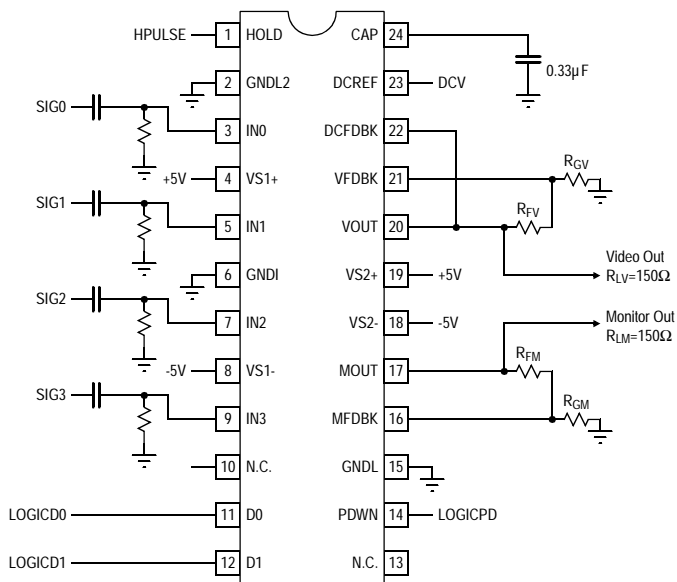 HPULSE 1 HOLD CAP 24
0.33µF
2 GNDL2 DCREF 23 DCV
SIG0
3 IN0 DCFDBK 22
+5V 4 VS1+ VFDBK 21 RGV
SIG1 RFV
5 IN1 VOUT 20
Video Out
RLV=150Ω
6 GNDI VS2+ 19 +5V
SIG2
7 IN2 VS2- 18 -5V
Monitor Out
RLM=150Ω
-5V 8 VS1- MOUT 17 RFM
SIG3
9 IN3 MFDBK 16 RGM
10 N.C. GNDL 15
LOGICD0 11 D0 PDWN 14 LOGICPD
LOGICD1 12 D1 N.C. 13